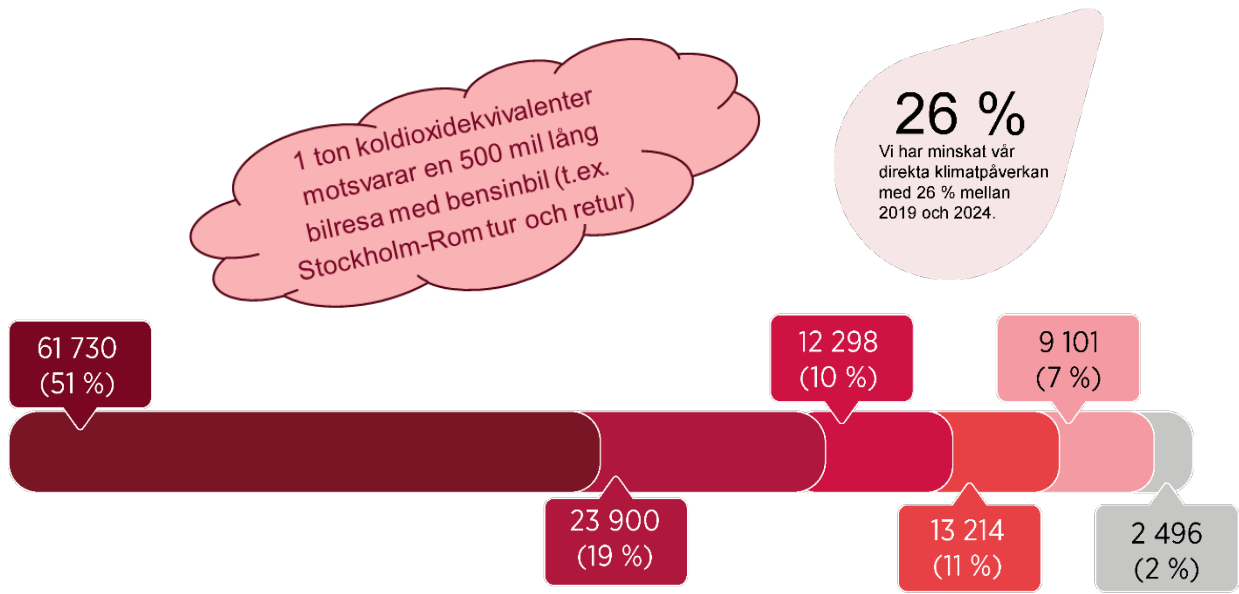 1 ton koldioxidekvivalenter
motsvarar en 500 mil lång
bilresa med bensinbil (t.ex.
Stockholm-Rom tur och retur)
26 %
Vi har minskat vår
direkta klimatpåverkan
med 26 % mellan
2019 och 2024.
61 730
(51 %)
23 900
(19 %)
12 298
(10 %)
13 214
(11 %)
9 101
(7 %)
2 496
(2 %)